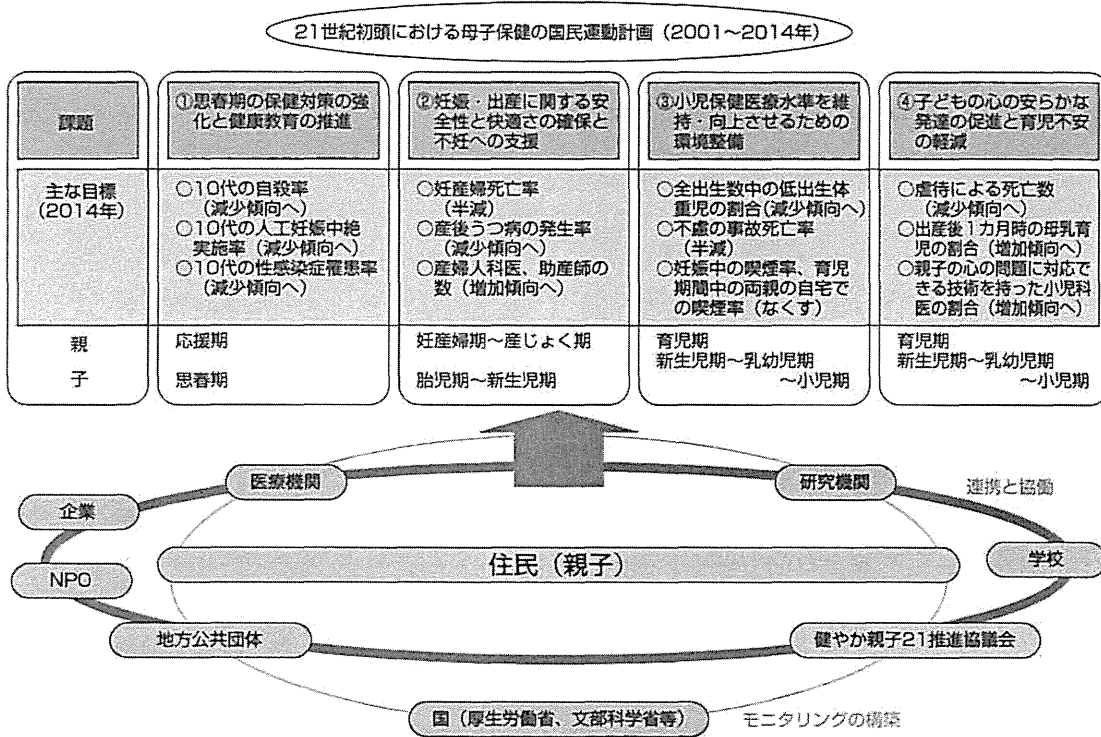 21世紀初頭における母子保健の国民運動計画（2001～2014年）
課題
①思春期の保健対策の強
化と健康教育の推進
②妊娠・出産に関する安
全性と快適さの確保と
不妊への支援
③小児保健医療水準を維
持・向上させるための
環境整備
④子どもの心の安らかな
発達の促進と育児不安
の軽減
主な目標
（2014年）
○10代の自殺率
（減少傾向へ）
○10代の人工妊娠中絶
実施率（減少傾向へ）
○10代の性感染症罹患率
（減少傾向へ）
○妊産婦死亡率
（半減）
○産後うつ病の発生率
（減少傾向へ）
○産婦人科医、助産師の
数（増加傾向へ）
○全出生数中の低出生体
重児の割合（減少傾向へ）
○不慮の事故死亡率
（半減）
○妊娠中の喫煙率、育児
期間中の両親の自宅で
の喫煙率（なくす）
○虐待による死亡数
（減少傾向へ）
○出産後1カ月時の母乳育
児の割合（増加傾向へ）
○親子の心の問題に対応で
きる技術を持った小児科
医の割合（増加傾向へ）
親
応援期
妊産婦期～産じょく期
育児期
育児期
子
思春期
胎児期～新生児期
新生児期～乳幼児期
～小児期
新生児期～乳幼児期
～小児期
医療機関
研究機関
連携と協働
企業
住民（親子）
学校
NPO
地方公共団体
健やか親子21推進協議会
国（厚生労働省、文部科学省等）
モニタリングの構築